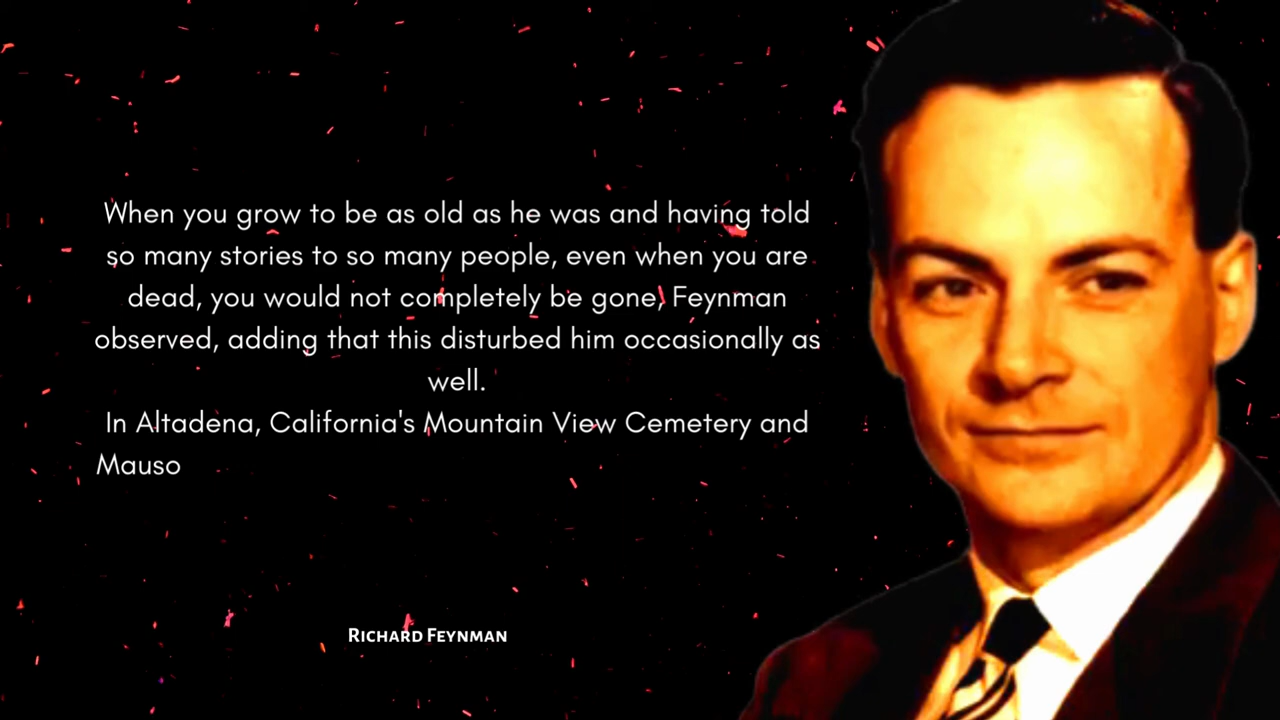 When you grow to be as old as he was and having told
so many stories to so many people, even when you are
dead, you would not completely be gone, Feynman
observed, adding that this disturbed him occasionally as
well.
In Altadena, California's Mountain View Cemetery and
Mauso
Richard Feynman